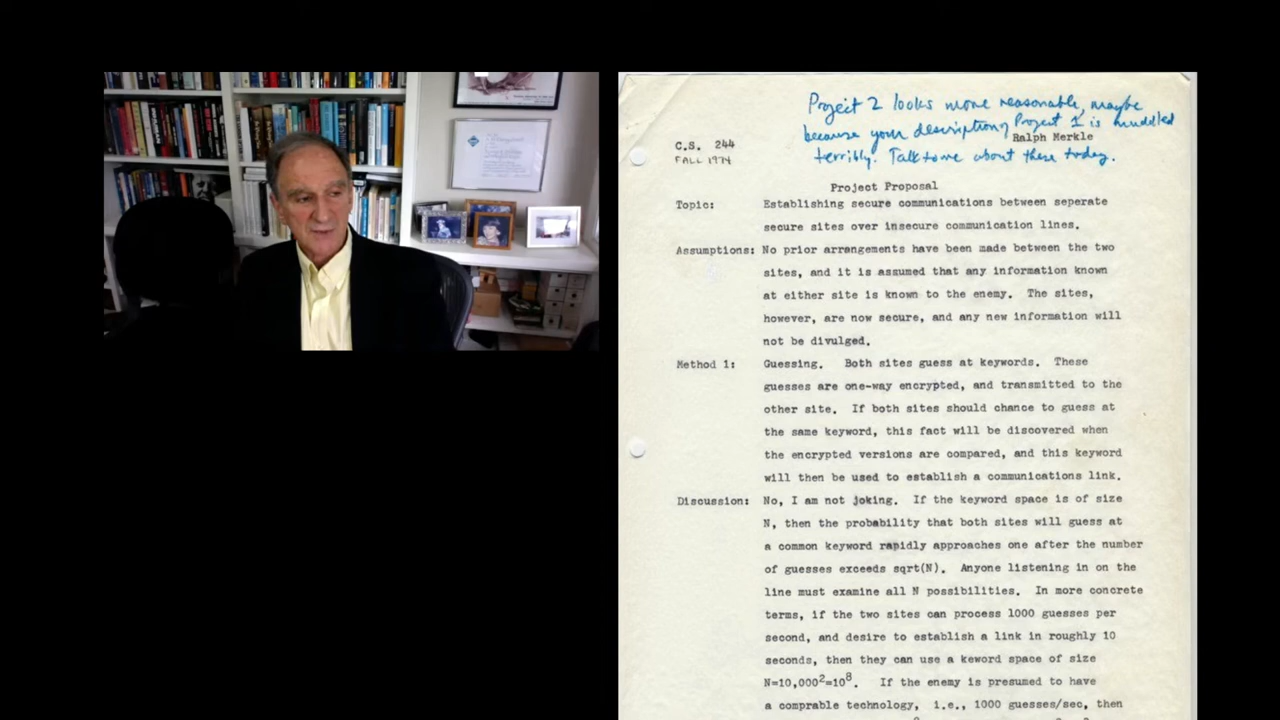 Project 2 looks more reasonable, maybe
because your description of Project 1 is muddled
terribly. Talk to me about these today.
Ralph Merkle
C.S. 244
FALL 1974
Project Proposal
Topic: Establishing secure communications between seperate
secure sites over insecure communication lines.
Assumptions: No prior arrangements have been made between the two
sites, and it is assumed that any information known
at either site is known to the enemy. The sites,
however, are now secure, and any new information will
not be divulged.
Method 1: Guessing. Both sites guess at keywords. These
guesses are one-way encrypted, and transmitted to the
other site. If both sites should chance to guess at
the same keyword, this fact will be discovered when
the encrypted versions are compared, and this keyword
will then be used to establish a communications link.
Discussion: No, I am not joking. If the keyword space is of size
N, then the probability that both sites will guess at
a common keyword rapidly approaches one after the number
of guesses exceeds sqrt(N). Anyone listening in on the
line must examine all N possibilities. In more concrete
terms, if the two sites can process 1000 guesses per
second, and desire to establish a link in roughly 10
seconds, then they can use a keword space of size
N=10,000²=10⁸. If the enemy is presumed to have
a comprable technology, i.e., 1000 guesses/sec, then